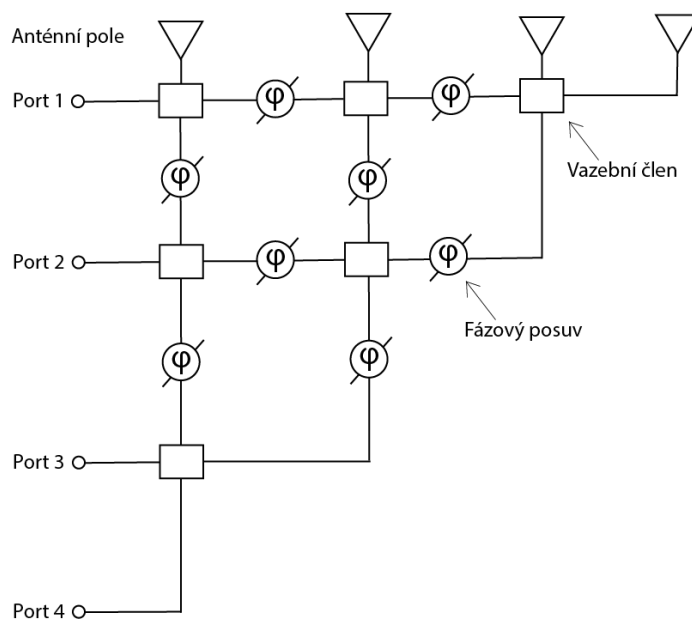 Anténní pole
Port 1
φ
φ
Vazební člen
φ
φ
Port 2
φ
φ
Fázový posuv
φ
φ
Port 3
Port 4